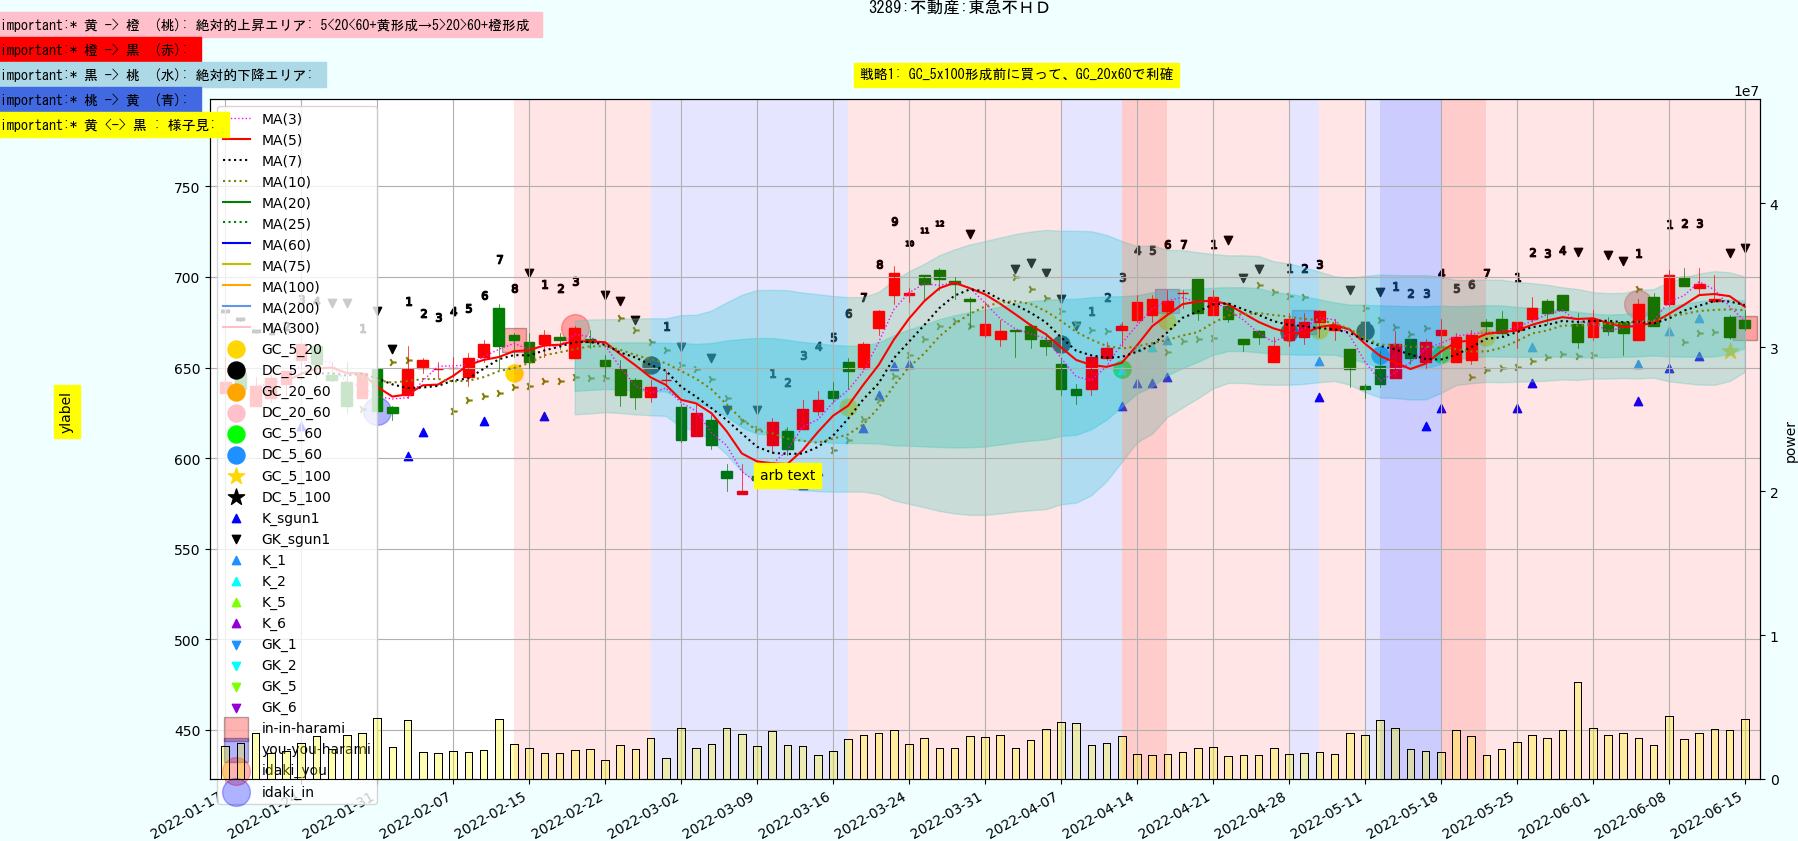 3289:不動産:東急不ＨＤ
important:* 黄 -> 橙 （桃）: 絶対的上昇エリア: 5<20<60+黄形成→5>20>60+橙形成
important:* 橙 -> 黒 （赤）:
important:* 黒 -> 桃 （水）: 絶対的下降エリア:
important:* 桃 -> 黄 （青）:
important:* 黄 <-> 黒 : 様子見:
戦略1: GC_5x100形成前に買って、GC_20x60で利確
1e7
MA(3)
MA(5)
MA(7)
MA(10)
MA(20)
MA(25)
MA(60)
MA(75)
MA(100)
MA(200)
MA(300)
GC_5_20
DC_5_20
GC_20_60
DC_20_60
GC_5_60
DC_5_60
GC_5_100
DC_5_100
K_sgun1
GK_sgun1
K_1
K_2
K_5
K_6
GK_1
GK_2
GK_5
GK_6
in-in-harami
you-you-harami
idaki_you
idaki_in
750
700
650
600
550
500
450
ylabel
arb text
4
3
2
1
0
power
2022-01-17
2022-01-24
2022-01-31
2022-02-07
2022-02-15
2022-02-22
2022-03-02
2022-03-09
2022-03-16
2022-03-24
2022-03-31
2022-04-07
2022-04-14
2022-04-21
2022-04-28
2022-05-11
2022-05-18
2022-05-25
2022-06-01
2022-06-08
2022-06-15